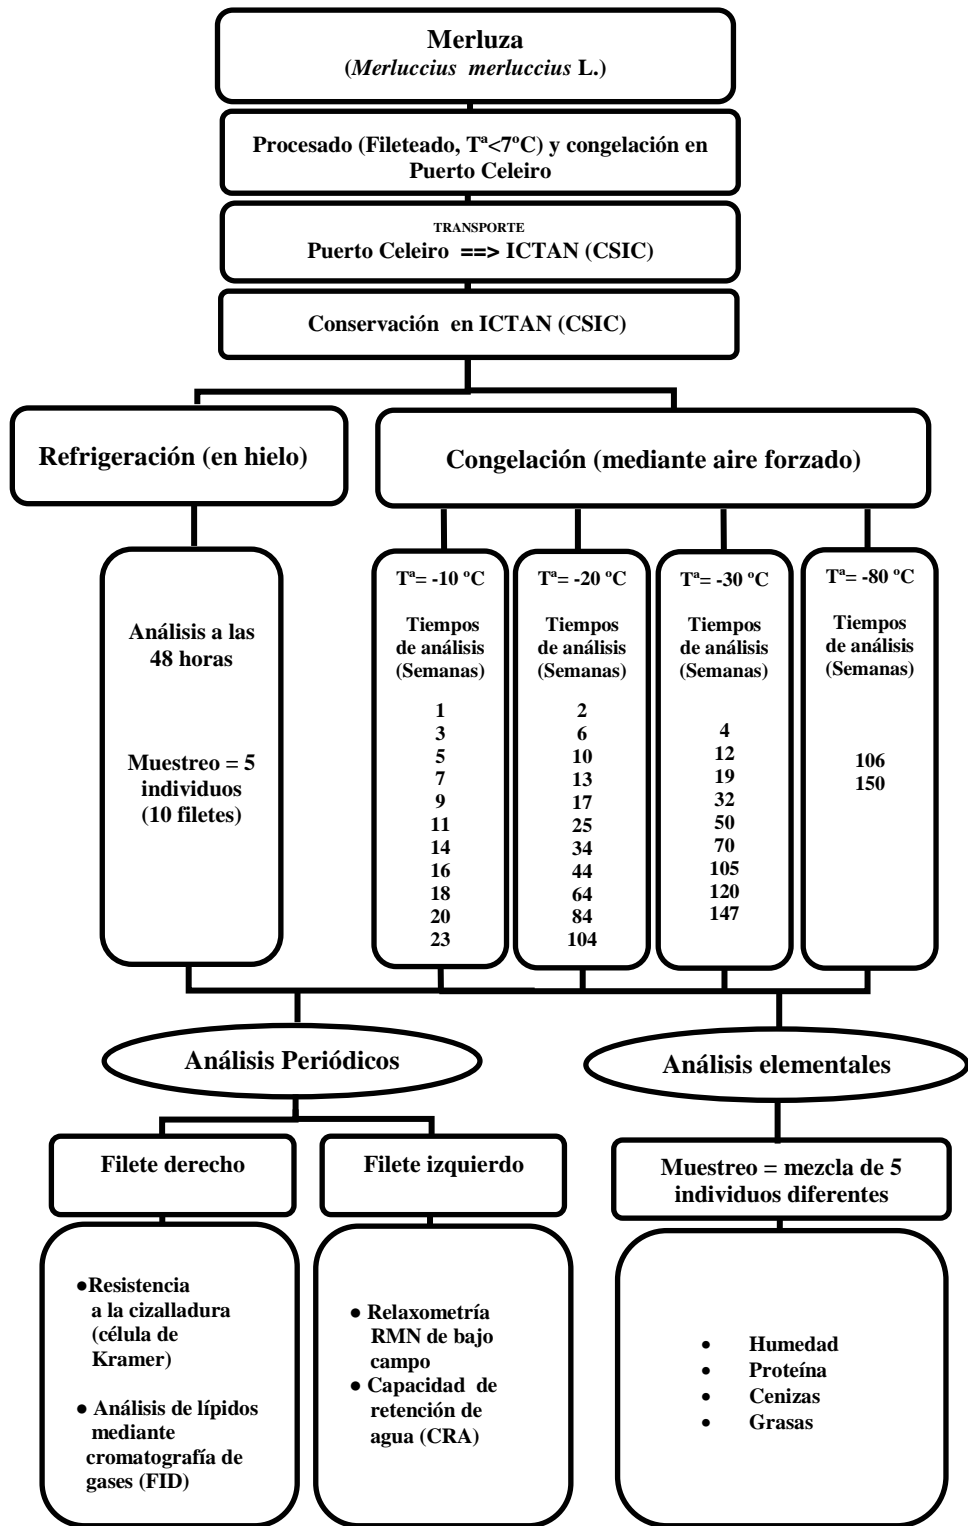 Merluza
(Merluccius merluccius L.)
Procesado (Fileteado, Tª<7ºC) y congelación en
Puerto Celeiro
TRANSPORTE
Puerto Celeiro ==> ICTAN (CSIC)
Conservación en ICTAN (CSIC)
Refrigeración (en hielo)
Congelación (mediante aire forzado)
Análisis a las
48 horas
Muestreo = 5
individuos
(10 filetes)
Tª= -10 ºC
Tiempos
de análisis
(Semanas)
1
3
5
7
9
11
14
16
18
20
23
Tª= -20 ºC
Tiempos
de análisis
(Semanas)
2
6
10
13
17
25
34
44
64
84
104
Tª= -30 ºC
Tiempos
de análisis
(Semanas)
4
12
19
32
50
70
105
120
147
Tª= -80 ºC
Tiempos
de análisis
(Semanas)
106
150
Análisis Periódicos
Análisis elementales
Filete derecho
Filete izquierdo
Muestreo = mezcla de 5
individuos diferentes
●Resistencia
a la cizalladura
(célula de
Kramer)
● Análisis de lípidos
mediante
cromatografía de
gases (FID)
● Relaxometría
RMN de bajo
campo
● Capacidad de
retención de
agua (CRA)
• Humedad
• Proteína
• Cenizas
• Grasas